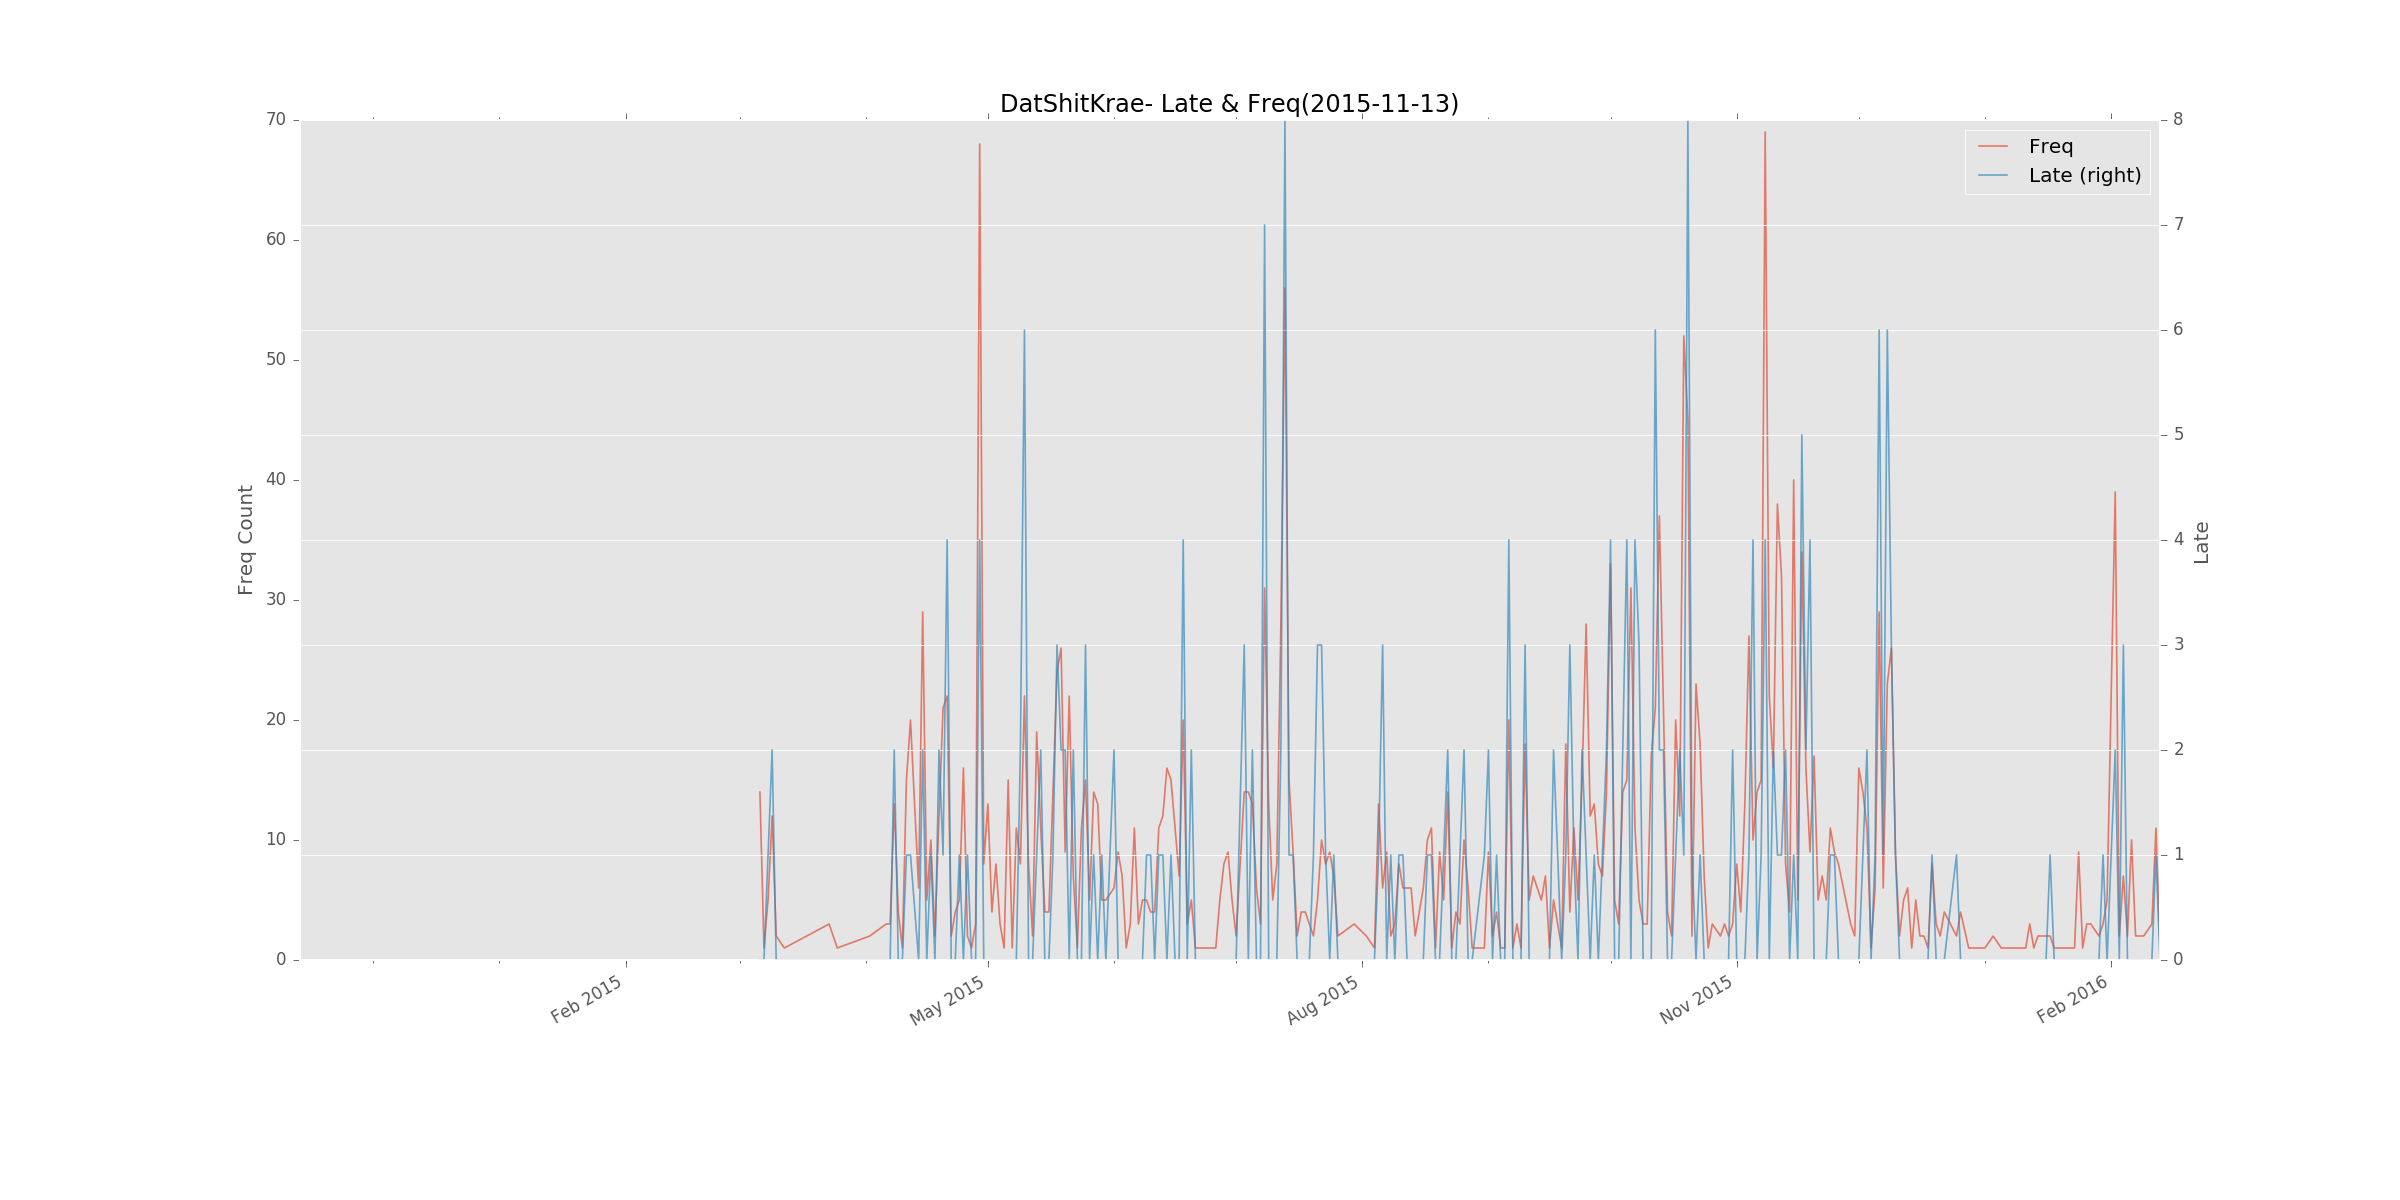 DatShitKrae- Late & Freq(2015-11-13)
70
60
50
40
30
20
10
0
Freq Count
8
7
6
5
4
3
2
1
0
Late
Freq
Late (right)
Feb 2015
May 2015
Aug 2015
Nov 2015
Feb 2016